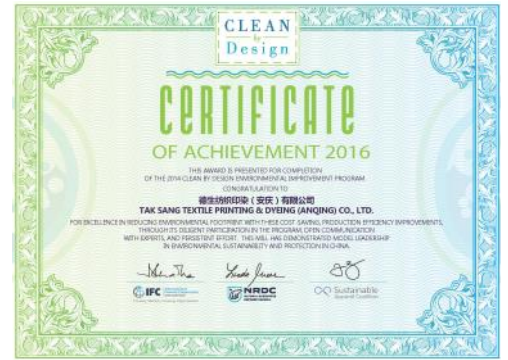 CLEAN
by
Design
CERTIFICATE
OF ACHIEVEMENT 2016
THIS AWARD IS PRESENTED FOR COMPLETION
OF THE 2014 CLEAN BY DESIGN ENVIRONMENTAL IMPROVEMENT PROGRAM
CONGRATULATION TO
德生纺织印染（安庆）有限公司
TAK SANG TEXTILE PRINTING & DYEING (ANQING) CO., LTD.
FOR EXCELLENCE IN REDUCING ENVIRONMENTAL FOOTPRINT WITH THESE COST SAVING, PRODUCTION EFFICIENCY IMPROVEMENTS,
THROUGH ITS DILIGENT PARTICIPATION IN THE PROGRAM, OPEN COMMUNICATION
WITH EXPERTS, AND PERSISTENT EFFORT. THIS MILL HAS DEMONSTRATED MODEL LEADERSHIP
IN ENVIRONMENTAL SUSTAINABILITY AND PROTECTION IN CHINA.
IFC
NRDC
Sustainable
Apparel Coalition